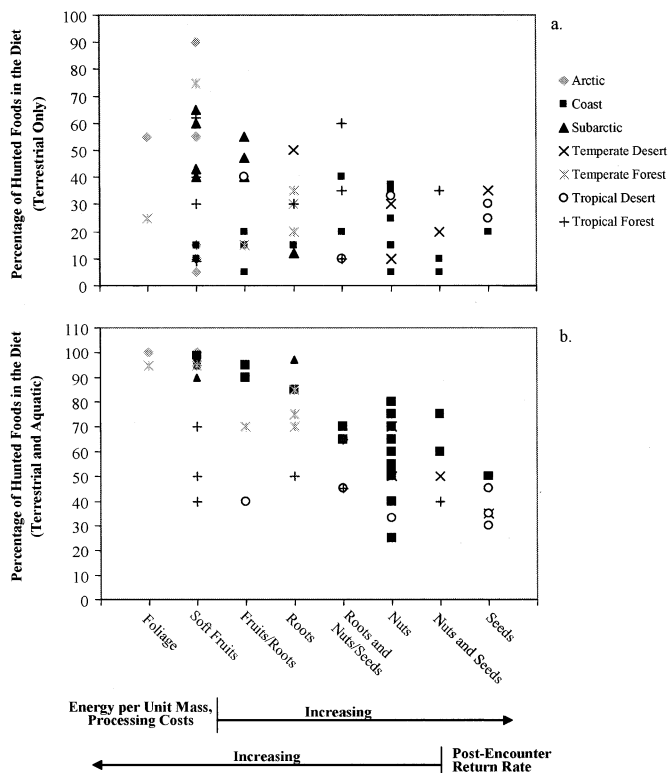 a.
Percentage of Hunted Foods in the Diet
(Terrestrial Only)
100
90
80
70
60
50
40
30
20
10
0
Arctic
Coast
Subarctic
Temperate Desert
Temperate Forest
Tropical Desert
Tropical Forest
b.
Percentage of Hunted Foods in the Diet
(Terrestrial and Aquatic)
110
100
90
80
70
60
50
40
30
20
10
0
Foliage
Soft Fruits
Fruits/Roots
Roots
Roots and
Nuts/Seeds
Nuts
Nuts and Seeds
Seeds
Energy per Unit Mass,
Processing Costs
Increasing
Increasing
Post-Encounter
Return Rate